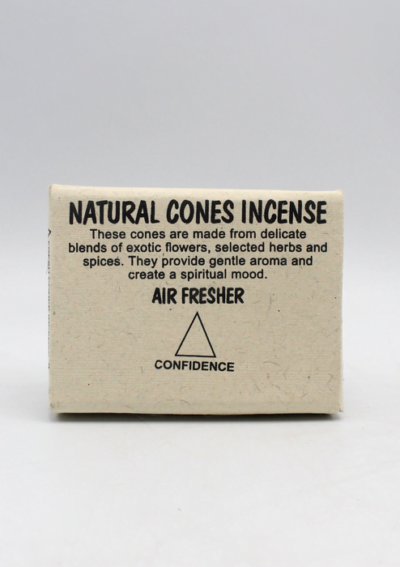 NATURAL CONES INCENSE
These cones are made from delicate
blends of exotic flowers, selected herbs and
spices. They provide gentle aroma and
create a spiritual mood.
AIR FRESHER
CONFIDENCE